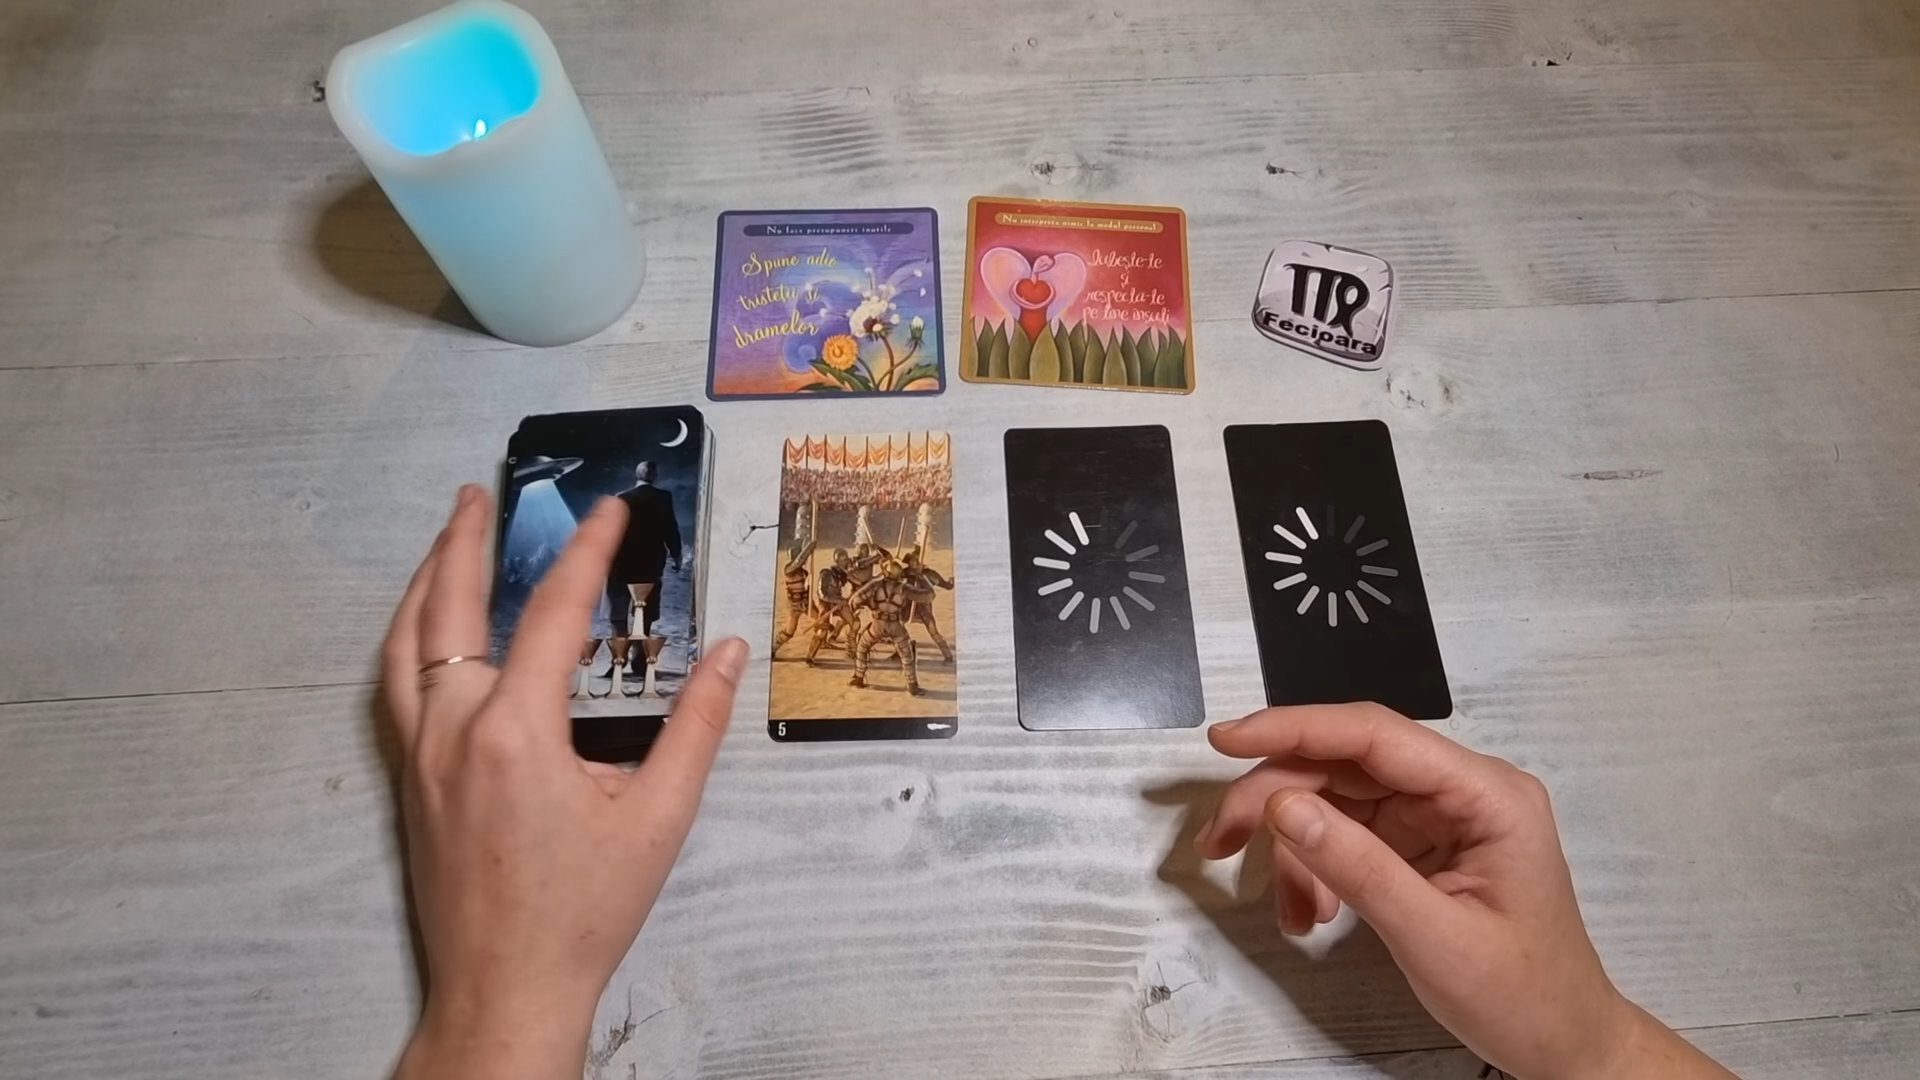 Nu face presupuneri inutile
Spune adio
tristeții și
dramelor
Nu interpreta nimic la modul personal
Iubește-te
și
respectă-te
pe tine însuți
Fecioara
5